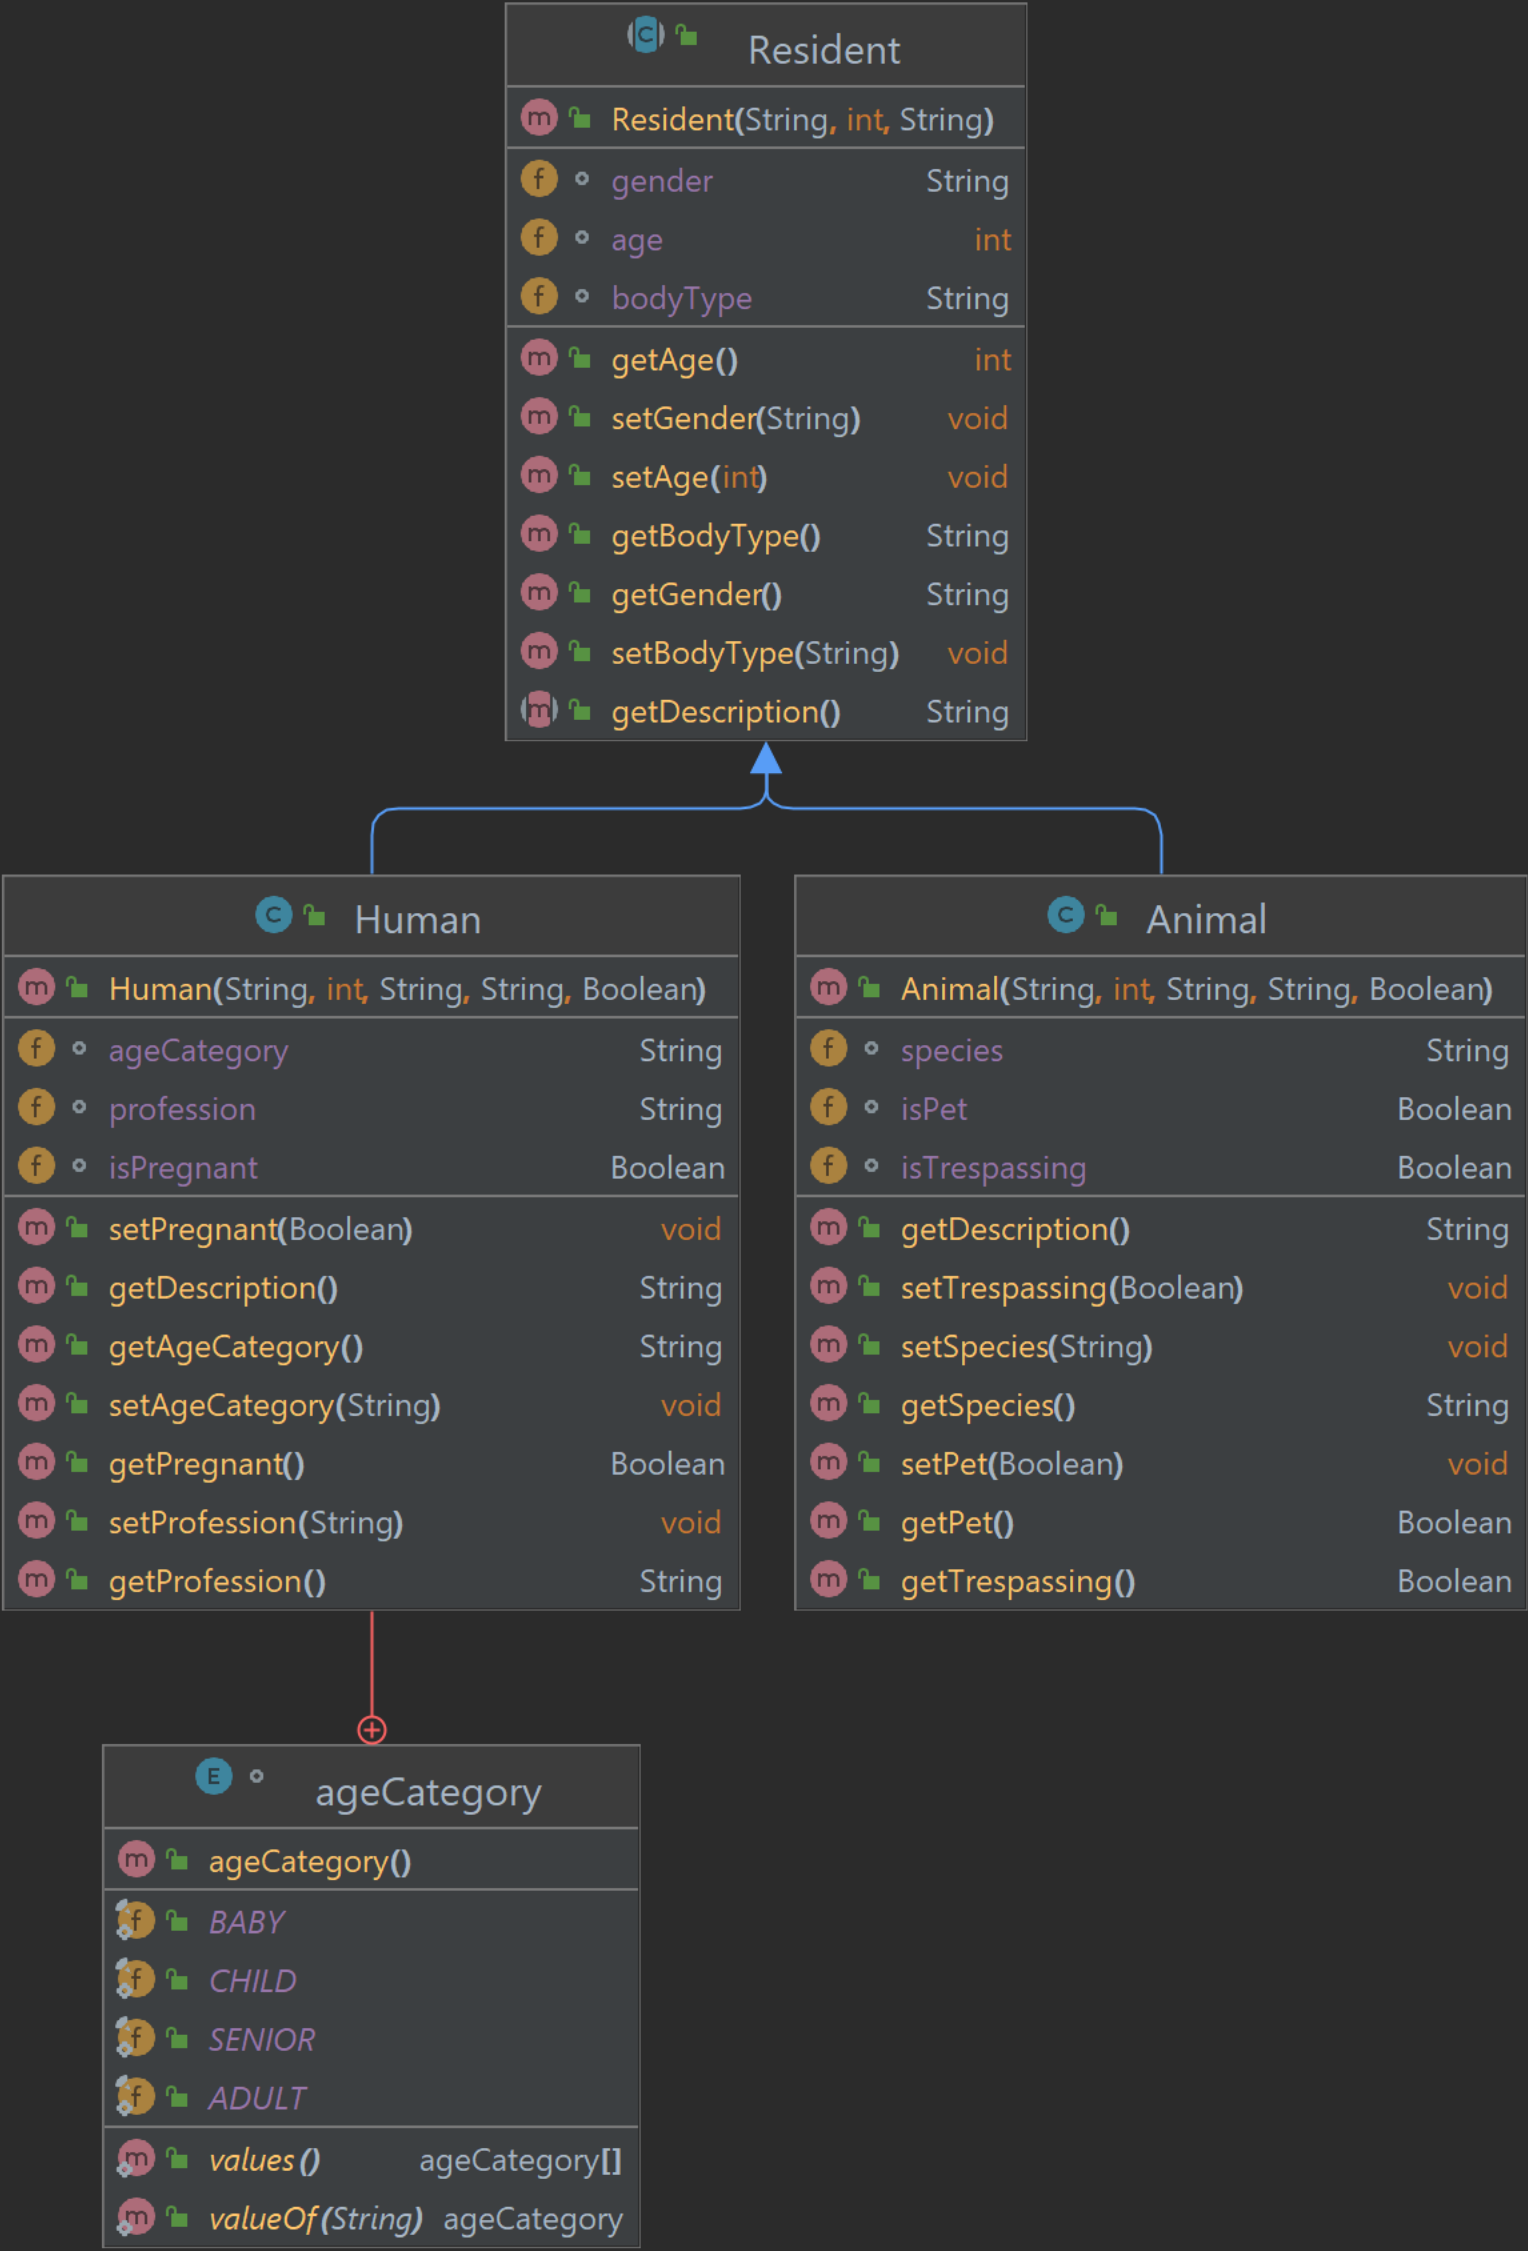 Resident
Resident(String, int, String)
gender String
age int
bodyType String
getAge() int
setGender(String) void
setAge(int) void
getBodyType() String
getGender() String
setBodyType(String) void
getDescription() String
Human
Human(String, int, String, String, Boolean)
ageCategory String
profession String
isPregnant Boolean
setPregnant(Boolean) void
getDescription() String
getAgeCategory() String
setAgeCategory(String) void
getPregnant() Boolean
setProfession(String) void
getProfession() String
Animal
Animal(String, int, String, String, Boolean)
species String
isPet Boolean
isTrespassing Boolean
getDescription() String
setTrespassing(Boolean) void
setSpecies(String) void
getSpecies() String
setPet(Boolean) void
getPet() Boolean
getTrespassing() Boolean
ageCategory
ageCategory()
BABY
CHILD
SENIOR
ADULT
values() ageCategory[]
valueOf(String) ageCategory